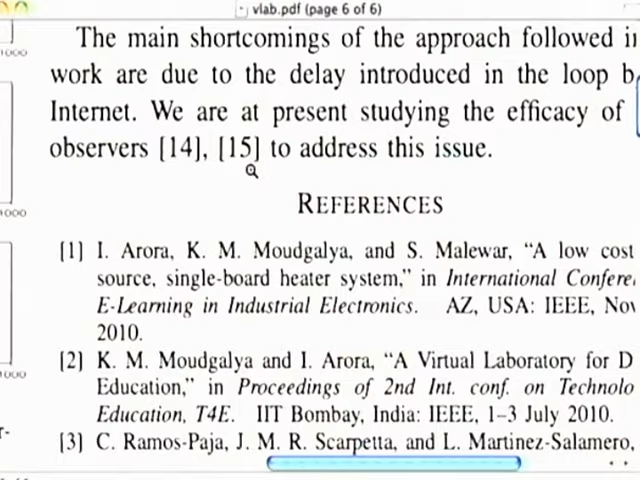 vlab.pdf (page 6 of 6)
The main shortcomings of the approach followed
work are due to the delay introduced in the loop
Internet. We are at present studying the efficacy of
observers [14], [15] to address this issue.
REFERENCES
[1] I. Arora, K. M. Moudgalya, and S. Malewar, “A low cost
source, single-board heater system,” in International
E-Learning in Industrial Electronics. AZ, USA: IEEE,
2010.
[2] K. M. Moudgalya and I. Arora, “A Virtual Laboratory for D
Education,” in Proceedings of 2nd Int. conf. on Technolo
Education, T4E. IIT Bombay, India: IEEE, 1–3 July 2010.
[3] C. Ramos-Paja, J. M. R. Scarpetta, and L. Martinez-Salamero,
1000
1000
1000
r-